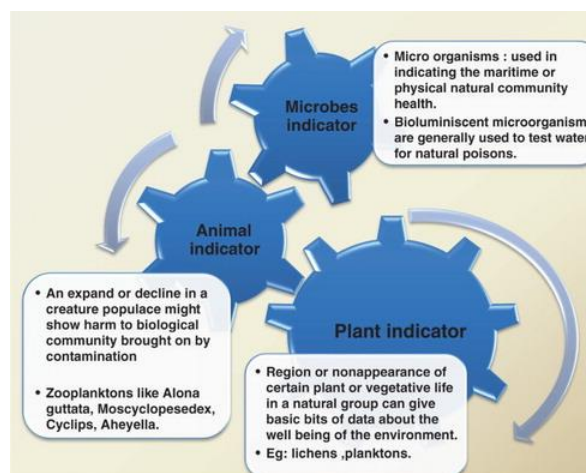 Microbes
indicator
• Micro organisms : used in
indicating the maritime or
physical natural community
health.
• Bioluminiscent microorganism
are generally used to test water
for natural poisons.
Animal
indicator
• An expand or decline in a
creature populace might
show harm to biological
community brought on by
contamination
• Zooplanktons like Alona
guttata, Moscyclopesedex,
Cyclips, Aheyella.
Plant indicator
• Region or nonappearance of
certain plant or vegetative life
in a natural group can give
basic bits of data about the
well being of the environment.
• Eg: lichens ,planktons.